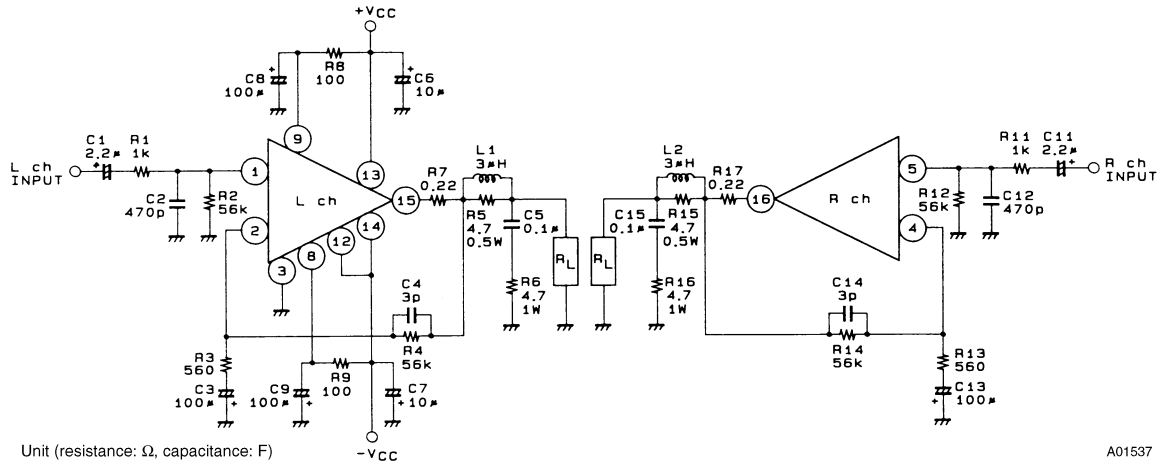 +VCC
C8
100µ
R8
100
C6
10µ
L ch
INPUT
C1
2.2µ
R1
1k
C2
470p
R2
56k
1
2
3
9
13
L ch
15
14
12
8
R7
0.22
L1
3µH
R5
4.7
0.5W
C5
0.1µ
R6
4.7
1W
RL
RL
L2
3µH
R17
0.22
C15
0.1µ
R15
4.7
0.5W
R16
4.7
1W
16
R ch
5
4
R11
1k
C11
2.2µ
R ch
INPUT
R12
56k
C12
470p
C4
3p
R4
56k
C14
3p
R14
56k
R3
560
C3
100µ
C9
100µ
R9
100
C7
10µ
R13
560
C13
100µ
-VCC
Unit (resistance: Ω, capacitance: F)
A01537